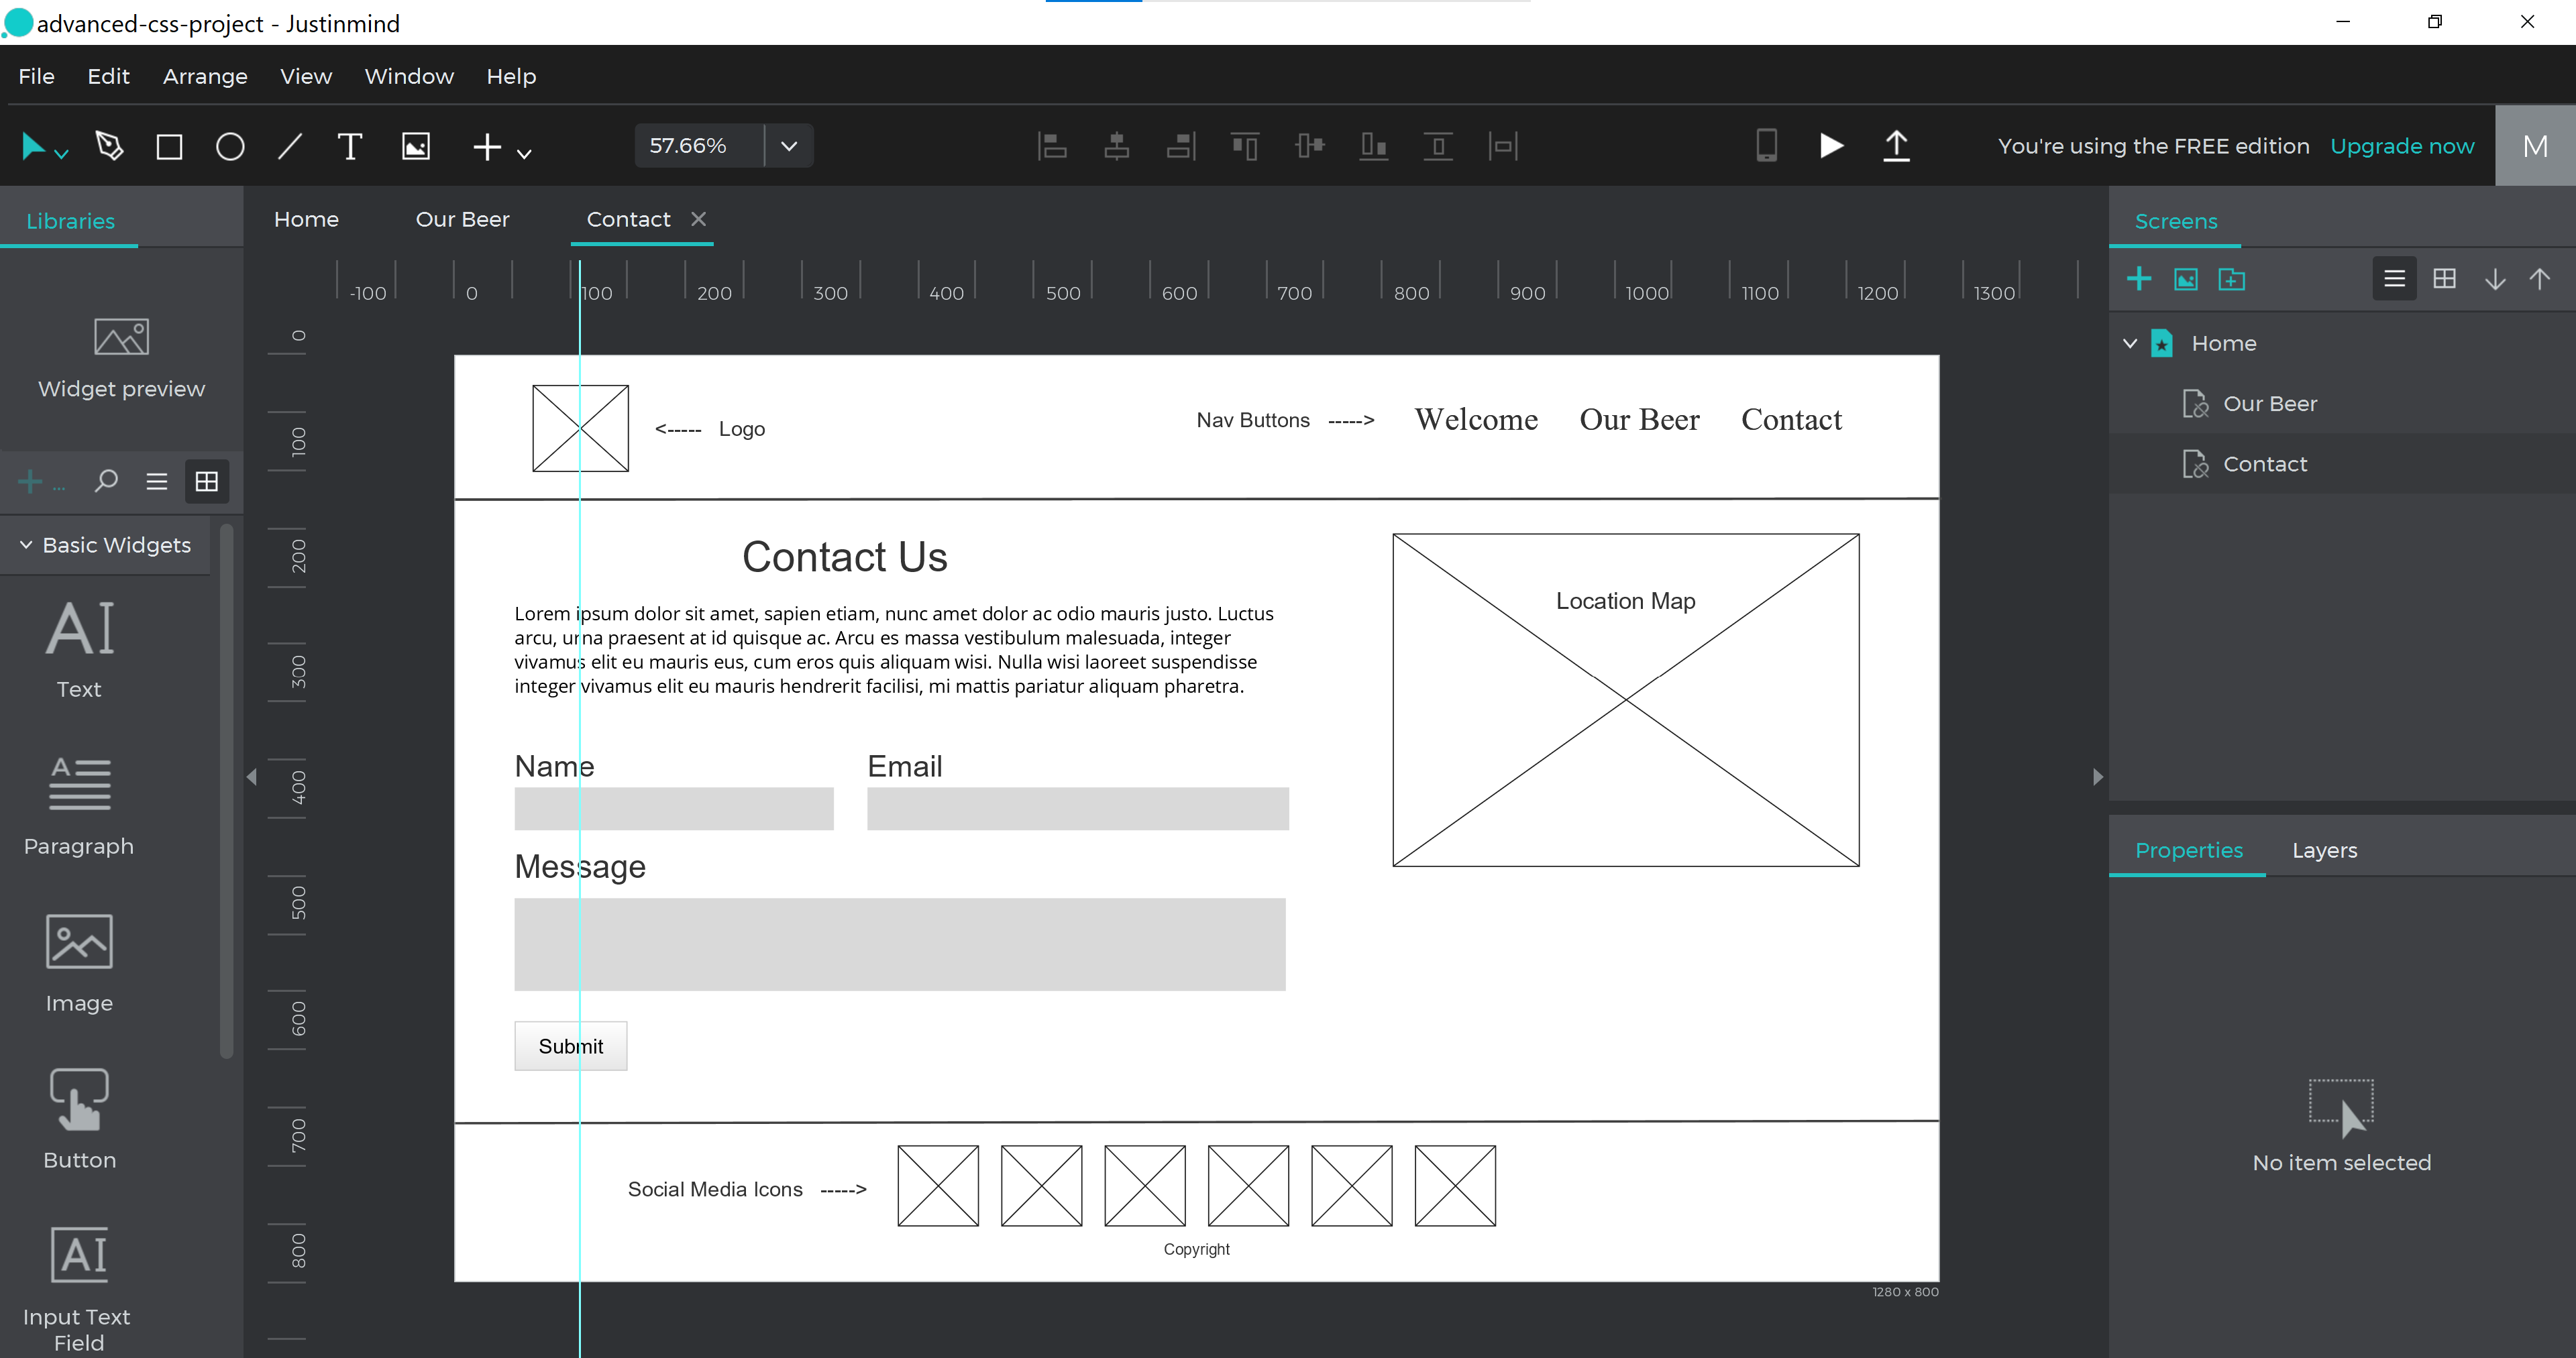 advanced-css-project - Justinmind
File Edit Arrange View Window Help
T 57.66% You're using the FREE edition Upgrade now M
Libraries
Home Our Beer Contact
Screens
-100 0 100 200 300 400 500 600 700 800 900 1000 1100 1200 1300
0
100
200
300
400
500
600
700
800
Widget preview
...
Basic Widgets
AI
Text
A
Paragraph
Image
Button
AI
Input Text
Field
<----- Logo
Nav Buttons -----> Welcome Our Beer Contact
Contact Us
Lorem ipsum dolor sit amet, sapien etiam, nunc amet dolor ac odio mauris justo. Luctus
arcu, urna praesent at id quisque ac. Arcu es massa vestibulum malesuada, integer
vivamus elit eu mauris eus, cum eros quis aliquam wisi. Nulla wisi laoreet suspendisse
integer vivamus elit eu mauris hendrerit facilisi, mi mattis pariatur aliquam pharetra.
Location Map
Name Email
Message
Submit
Social Media Icons ----->
Copyright
1280 x 800
Home
Our Beer
Contact
Properties Layers
No item selected